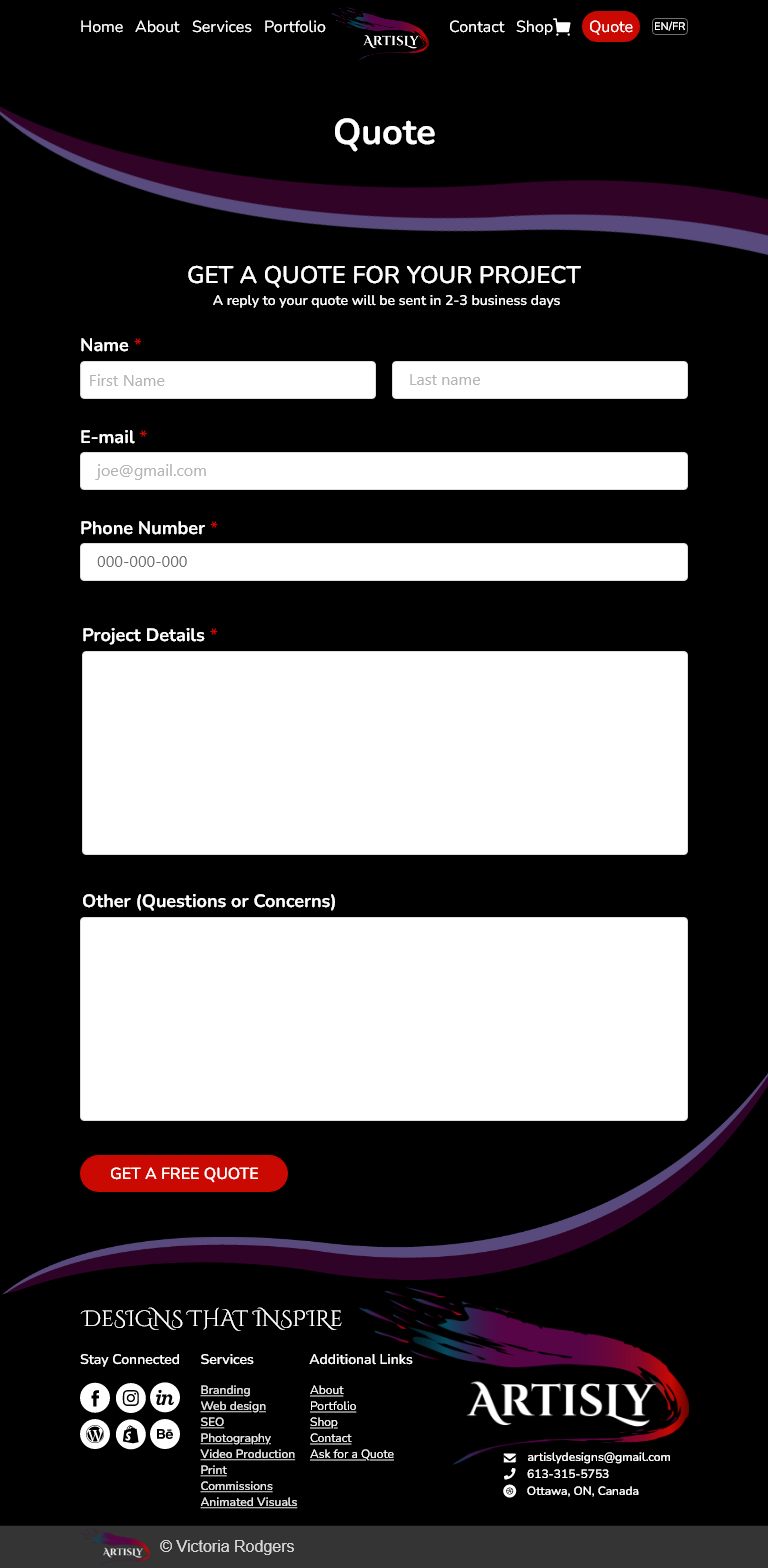 Home About Services Portfolio ARTISLY Contact Shop Quote EN/FR
Quote
GET A QUOTE FOR YOUR PROJECT
A reply to your quote will be sent in 2-3 business days
Name *
First Name Last name
E-mail *
joe@gmail.com
Phone Number *
000-000-000
Project Details *
Other (Questions or Concerns)
GET A FREE QUOTE
DESIGNS THAT INSPIRE
Stay Connected
Services
Branding
Web design
SEO
Photography
Video Production
Print
Commissions
Animated Visuals
Additional Links
About
Portfolio
Shop
Contact
Ask for a Quote
ARTISLY
artislydesigns@gmail.com
613-315-5753
Ottawa, ON, Canada
ARTISLY © Victoria Rodgers